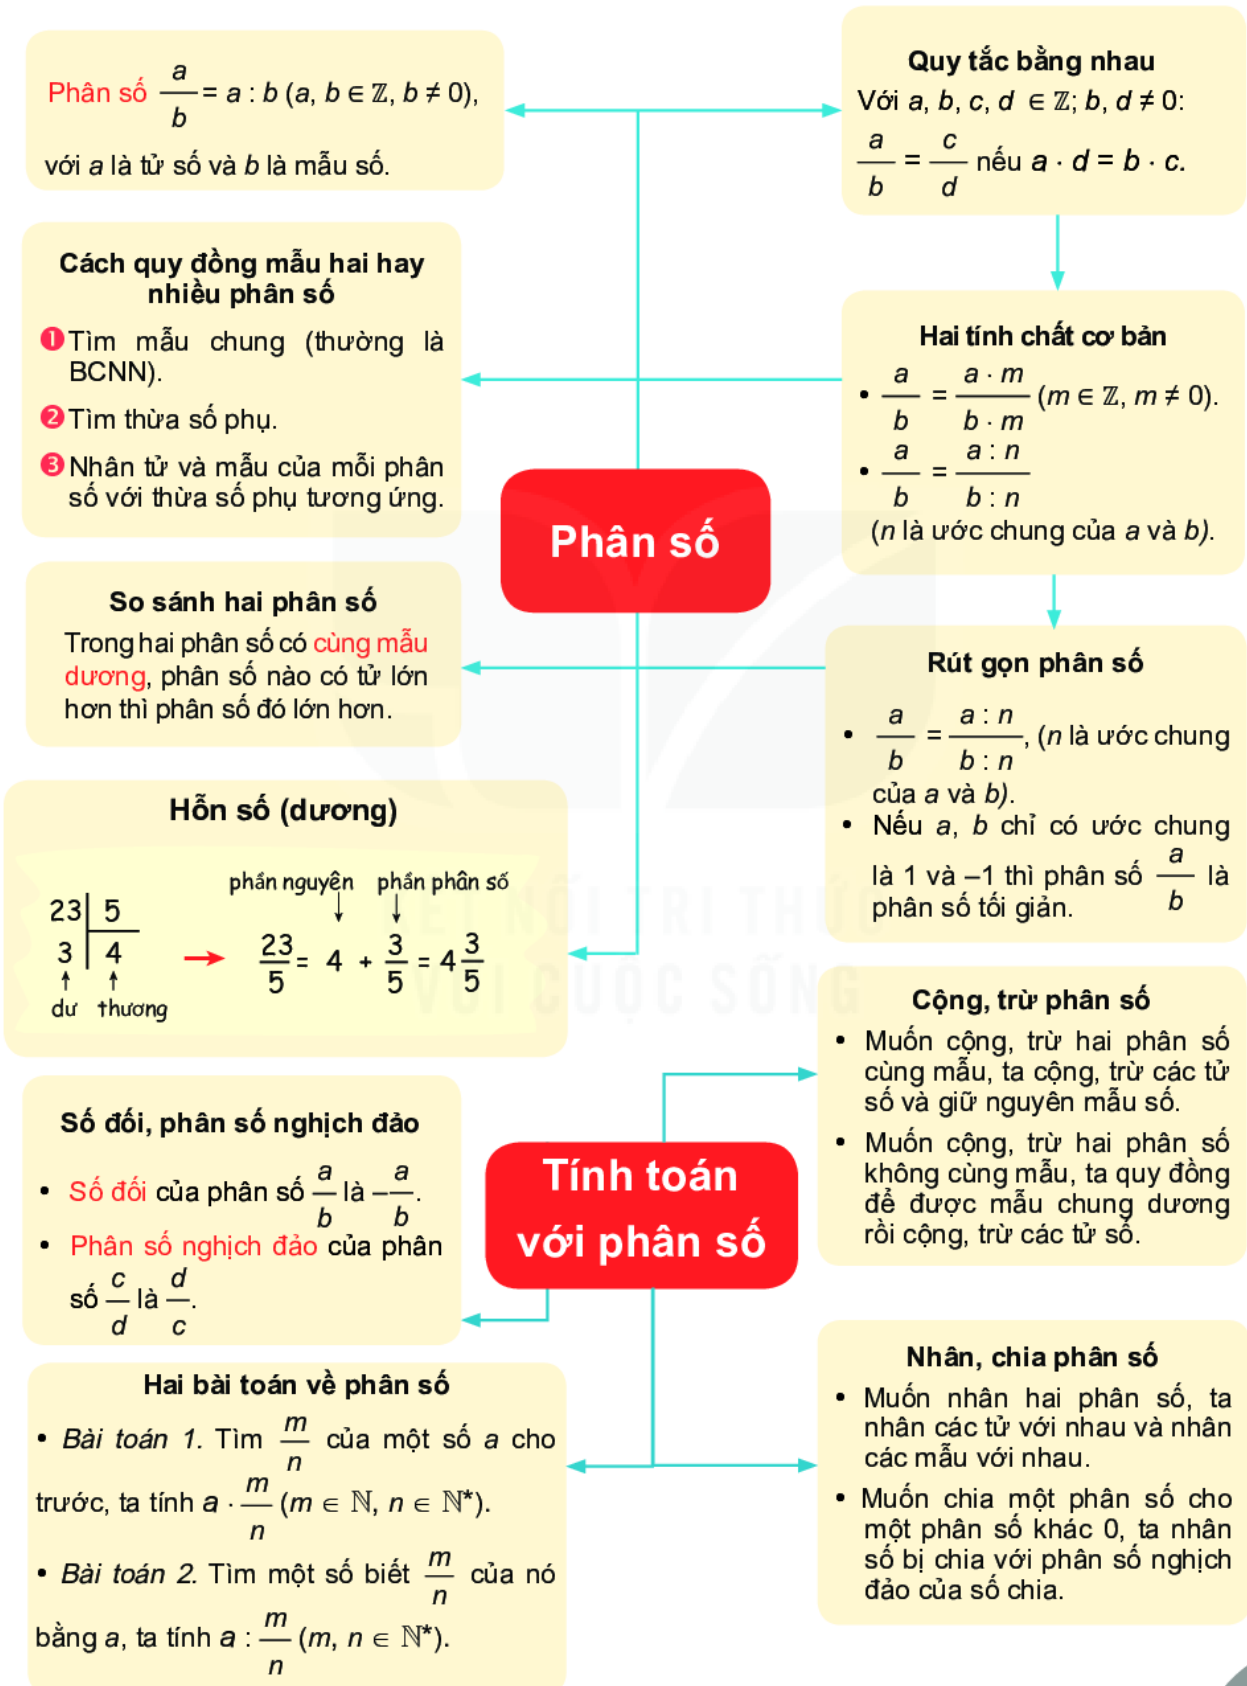 Phân số a/b = a : b (a, b ∈ ℤ, b ≠ 0),
với a là tử số và b là mẫu số.
Quy tắc bằng nhau
Với a, b, c, d ∈ ℤ; b, d ≠ 0:
a/b = c/d nếu a · d = b · c.
Cách quy đồng mẫu hai hay
nhiều phân số
❶ Tìm mẫu chung (thường là
BCNN).
❷ Tìm thừa số phụ.
❸ Nhân tử và mẫu của mỗi phân
số với thừa số phụ tương ứng.
Hai tính chất cơ bản
• a/b = a · m/b · m (m ∈ ℤ, m ≠ 0).
• a/b = a : n/b : n
(n là ước chung của a và b).
Phân số
So sánh hai phân số
Trong hai phân số có cùng mẫu
dương, phân số nào có tử lớn
hơn thì phân số đó lớn hơn.
Rút gọn phân số
• a/b = a : n/b : n, (n là ước chung
của a và b).
• Nếu a, b chỉ có ước chung
là 1 và –1 thì phân số a/b là
phân số tối giản.
Hỗn số (dương)
23 5
3 4
dư thương
phần nguyên phần phân số
23/5 = 4 + 3/5 = 4 3/5
KẾT NỐI TRI THỨC
VỚI CUỘC SỐNG
Cộng, trừ phân số
• Muốn cộng, trừ hai phân số
cùng mẫu, ta cộng, trừ các tử
số và giữ nguyên mẫu số.
• Muốn cộng, trừ hai phân số
không cùng mẫu, ta quy đồng
để được mẫu chung dương
rồi cộng, trừ các tử số.
Số đối, phân số nghịch đảo
• Số đối của phân số a/b là –a/b.
• Phân số nghịch đảo của phân
số c/d là d/c.
Tính toán
với phân số
Hai bài toán về phân số
• Bài toán 1. Tìm m/n của một số a cho
trước, ta tính a · m/n (m ∈ ℕ, n ∈ ℕ*).
• Bài toán 2. Tìm một số biết m/n của nó
bằng a, ta tính a : m/n (m, n ∈ ℕ*).
Nhân, chia phân số
• Muốn nhân hai phân số, ta
nhân các tử với nhau và nhân
các mẫu với nhau.
• Muốn chia một phân số cho
một phân số khác 0, ta nhân
số bị chia với phân số nghịch
đảo của số chia.